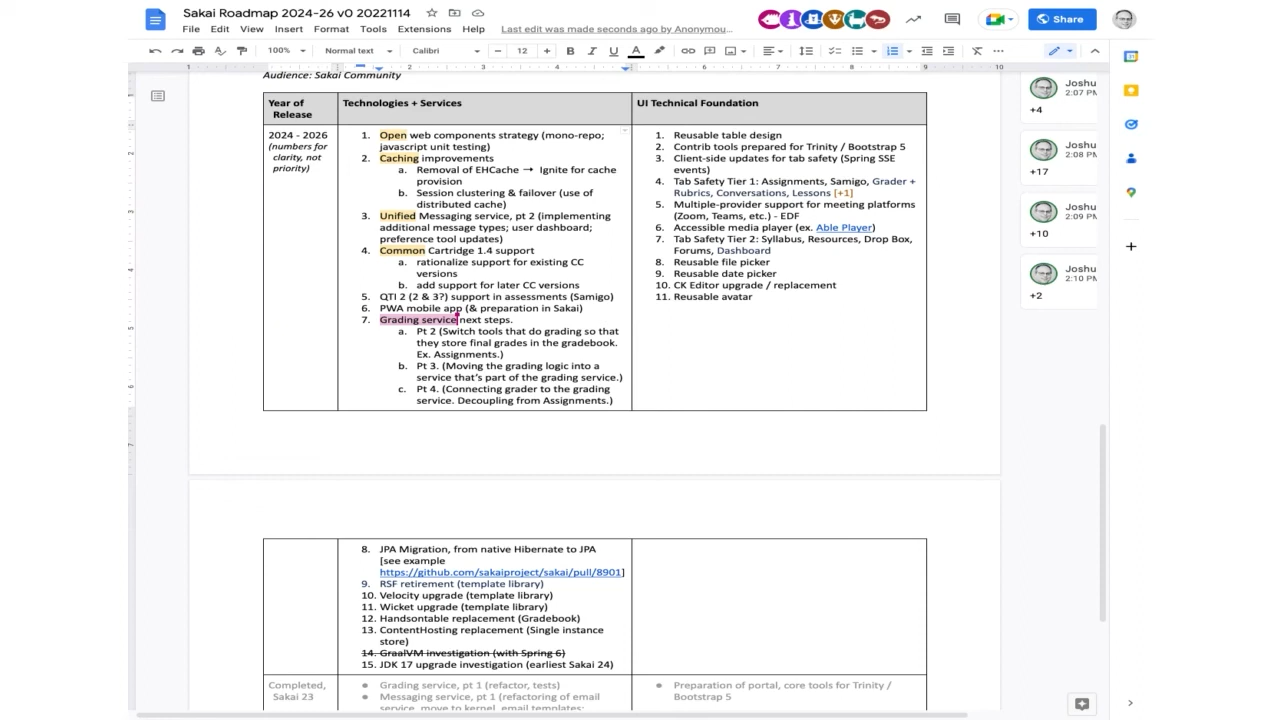 Sakai Roadmap 2024-26 v0 20221114
File Edit View Insert Format Tools Extensions Help Last edit was made seconds ago by Anonymou...
Share
100% Normal text Calibri − 12 + B I U A
1 1 2 3 4 6 7 8 9 10
Audience: Sakai Community
Year of Release
Technologies + Services
UI Technical Foundation
2024 - 2026
(numbers for
clarity, not
priority)
1. Open web components strategy (mono-repo;
javascript unit testing)
2. Caching improvements
a. Removal of EHCache → Ignite for cache
provision
b. Session clustering & failover (use of
distributed cache)
3. Unified Messaging service, pt 2 (implementing
additional message types; user dashboard;
preference tool updates)
4. Common Cartridge 1.4 support
a. rationalize support for existing CC
versions
b. add support for later CC versions
5. QTI 2 (2 & 3?) support in assessments (Samigo)
6. PWA mobile app (& preparation in Sakai)
7. Grading service next steps.
a. Pt 2 (Switch tools that do grading so that
they store final grades in the gradebook.
Ex. Assignments.)
b. Pt 3. (Moving the grading logic into a
service that's part of the grading service.)
c. Pt 4. (Connecting grader to the grading
service. Decoupling from Assignments.)
1. Reusable table design
2. Contrib tools prepared for Trinity / Bootstrap 5
3. Client-side updates for tab safety (Spring SSE
events)
4. Tab Safety Tier 1: Assignments, Samigo, Grader +
Rubrics, Conversations, Lessons [+1]
5. Multiple-provider support for meeting platforms
(Zoom, Teams, etc.) - EDF
6. Accessible media player (ex. Able Player)
7. Tab Safety Tier 2: Syllabus, Resources, Drop Box,
Forums, Dashboard
8. Reusable file picker
9. Reusable date picker
10. CK Editor upgrade / replacement
11. Reusable avatar
8. JPA Migration, from native Hibernate to JPA
[see example
https://github.com/sakaiproject/sakai/pull/8901]
9. RSF retirement (template library)
10. Velocity upgrade (template library)
11. Wicket upgrade (template library)
12. Handsontable replacement (Gradebook)
13. ContentHosting replacement (Single instance
store)
14. GraalVM investigation (with Spring 6)
15. JDK 17 upgrade investigation (earliest Sakai 24)
Completed,
Sakai 23
● Grading service, pt 1 (refactor, tests)
● Messaging service, pt 1 (refactoring of email
service, move to kernel, email templates;
● Preparation of portal, core tools for Trinity /
Bootstrap 5
Joshu
2:07 PM
+4
Joshu
2:08 PM
+17
Joshu
2:09 PM
+10
Joshu
2:10 PM
+2